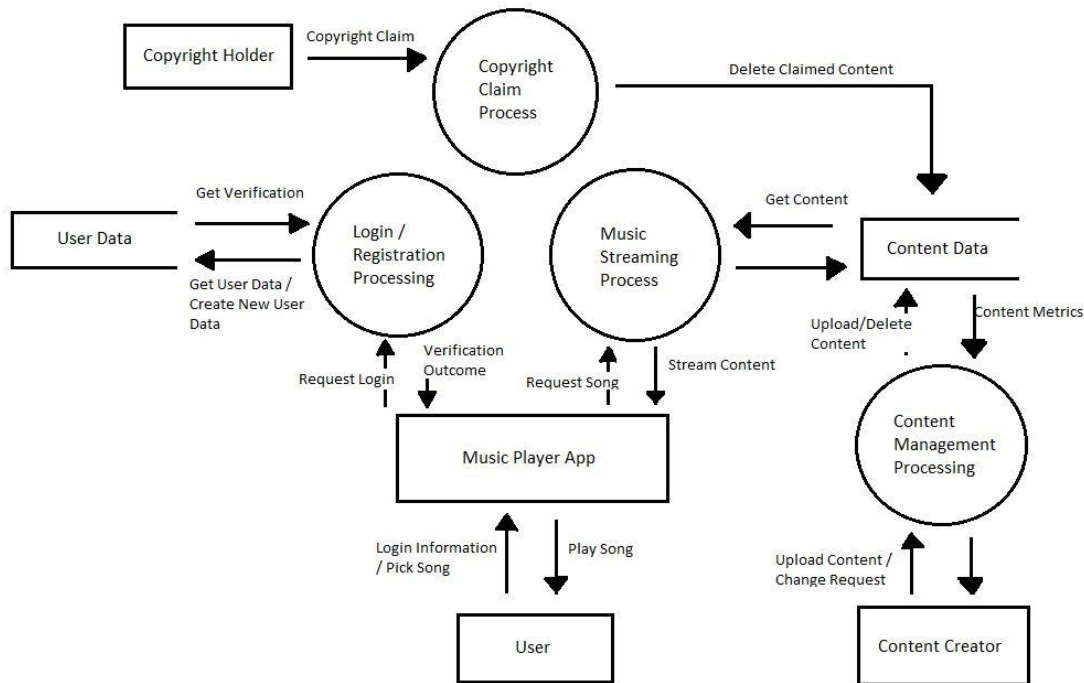 Copyright Holder
Copyright Claim
Copyright
Claim
Process
Delete Claimed Content
User Data
Get Verification
Get User Data /
Create New User
Data
Login /
Registration
Processing
Music
Streaming
Process
Get Content
Content Data
Upload/Delete
Content
Content Metrics
Request Login
Verification
Outcome
Request Song
Stream Content
Music Player App
Content
Management
Processing
Login Information
/ Pick Song
Play Song
Upload Content /
Change Request
User
Content Creator